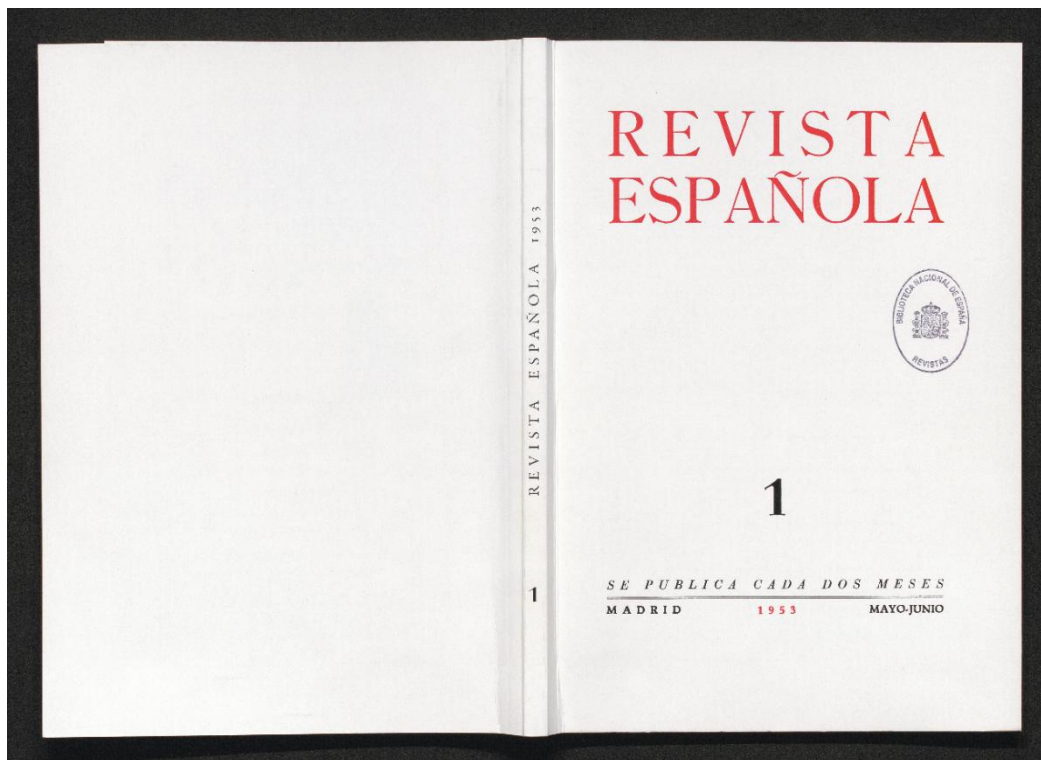 REVISTA ESPAÑOLA 1953
1
REVISTA
ESPAÑOLA
BIBLIOTECA NACIONAL DE ESPAÑA
REVISTAS
1
SE PUBLICA CADA DOS MESES
MADRID 1953 MAYO-JUNIO